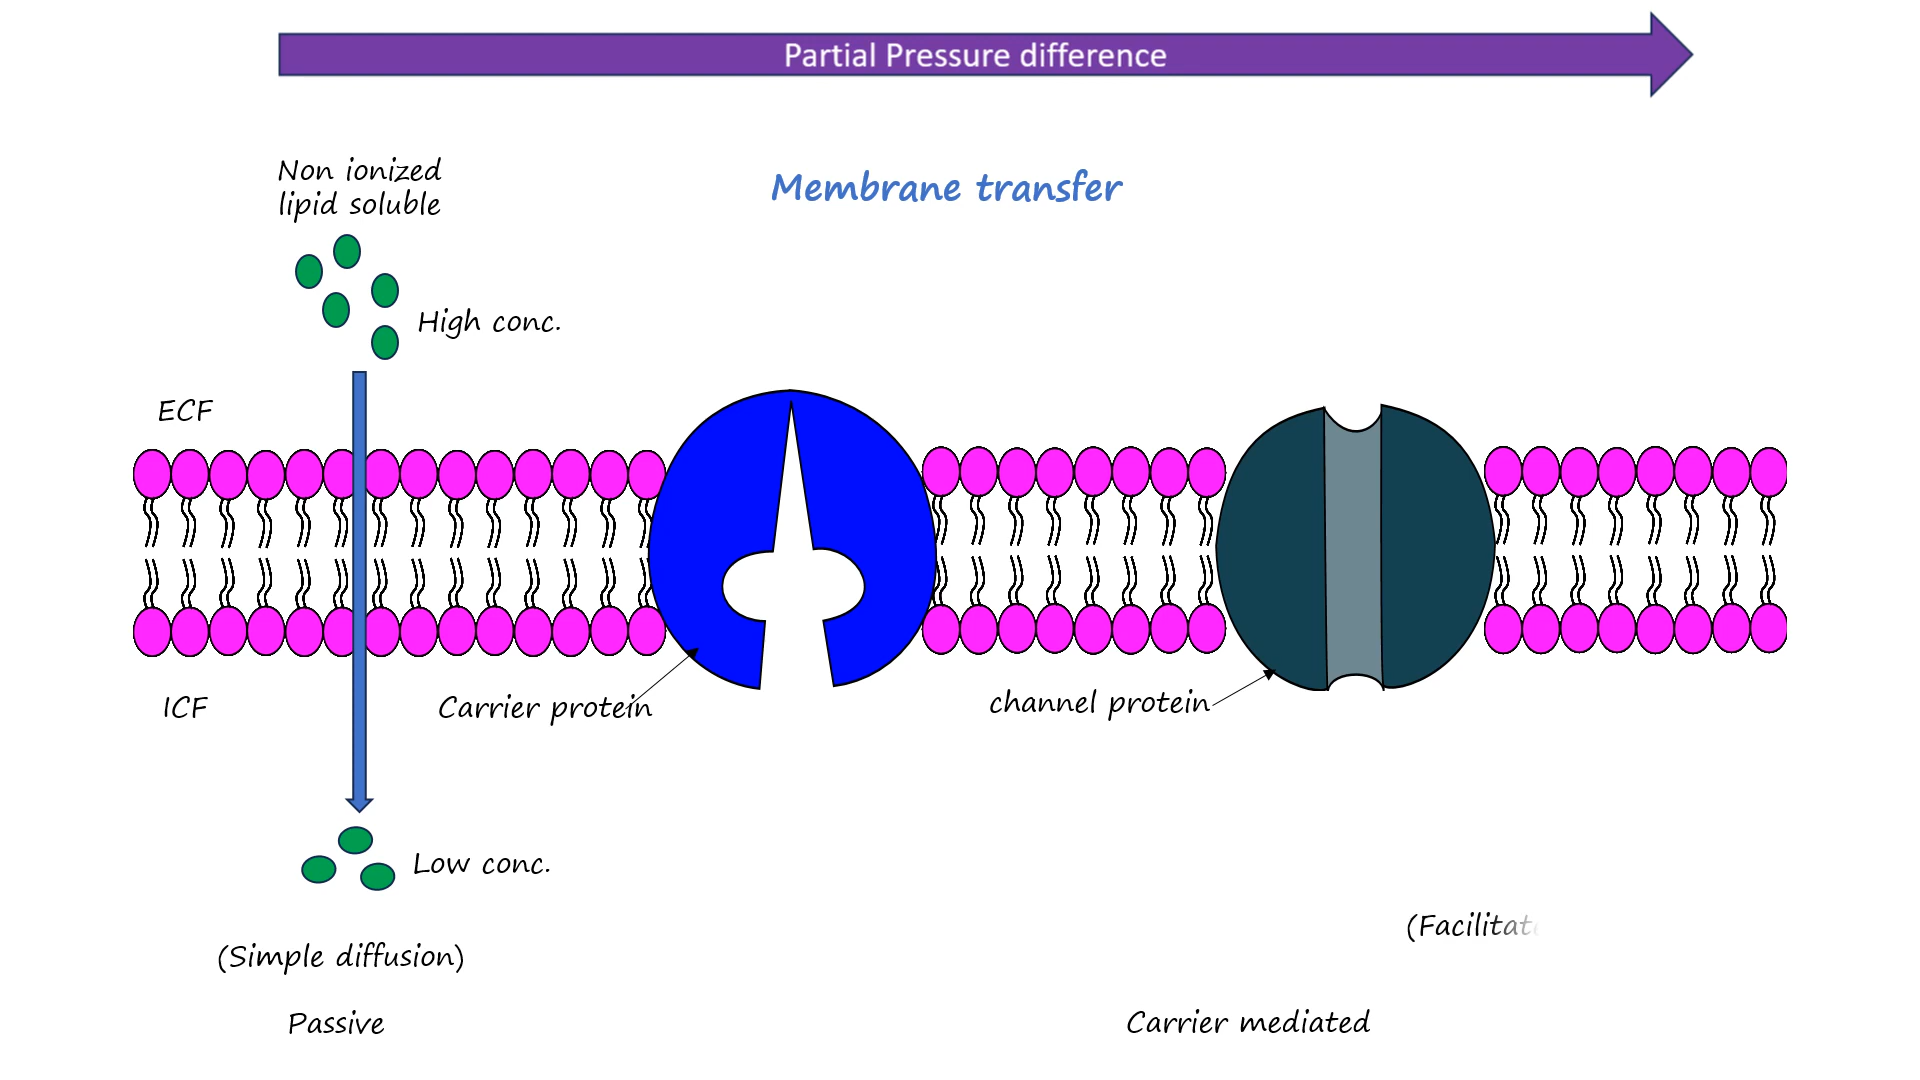 Partial Pressure difference
Non ionized
lipid soluble
Membrane transfer
High conc.
ECF
ICF
Carrier protein
channel protein
Low conc.
(Facilitat
(Simple diffusion)
Passive
Carrier mediated